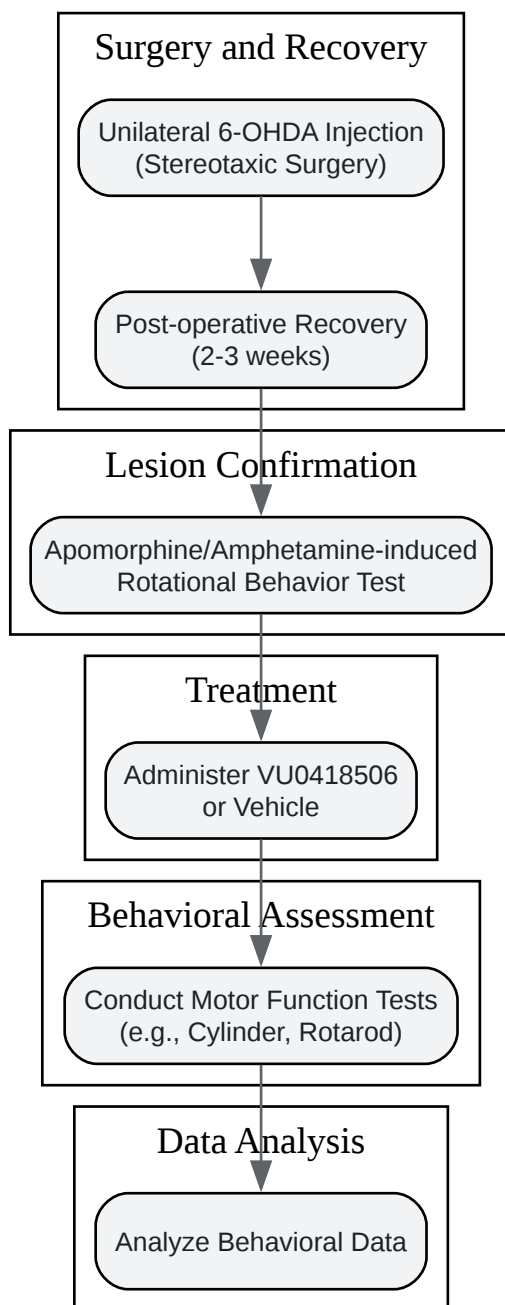 Surgery and Recovery
Unilateral 6-OHDA Injection
(Stereotaxic Surgery)
Post-operative Recovery
(2-3 weeks)
Lesion Confirmation
Apomorphine/Amphetamine-induced
Rotational Behavior Test
Treatment
Administer VU0418506
or Vehicle
Behavioral Assessment
Conduct Motor Function Tests
(e.g., Cylinder, Rotarod)
Data Analysis
Analyze Behavioral Data